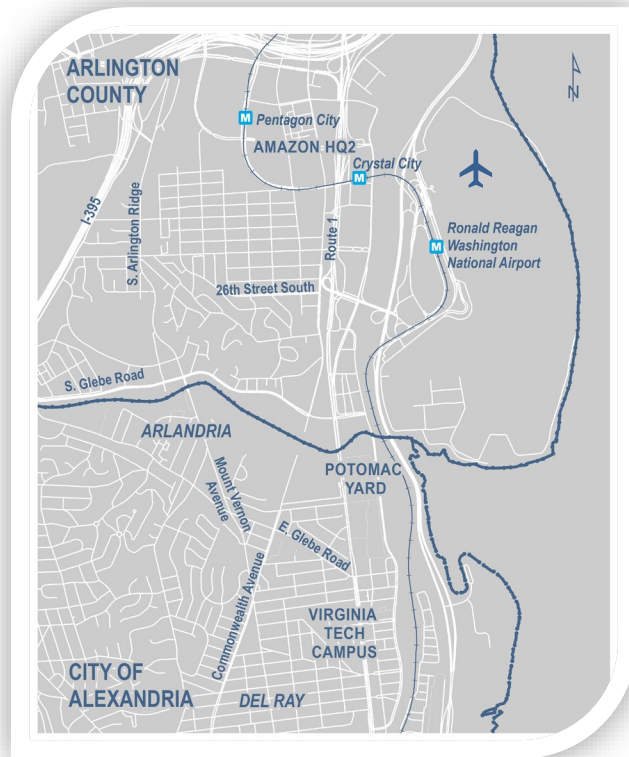 ARLINGTON
COUNTY
N
M Pentagon City
AMAZON HQ2
Crystal City
M
I-395
S. Arlington Ridge
Route 1
Ronald Reagan
M Washington
National Airport
26th Street South
S. Glebe Road
ARLANDRIA
POTOMAC
YARD
Mount Vernon
Avenue
E. Glebe Road
Commonwealth Avenue
VIRGINIA
TECH
CAMPUS
CITY OF
ALEXANDRIA
DEL RAY